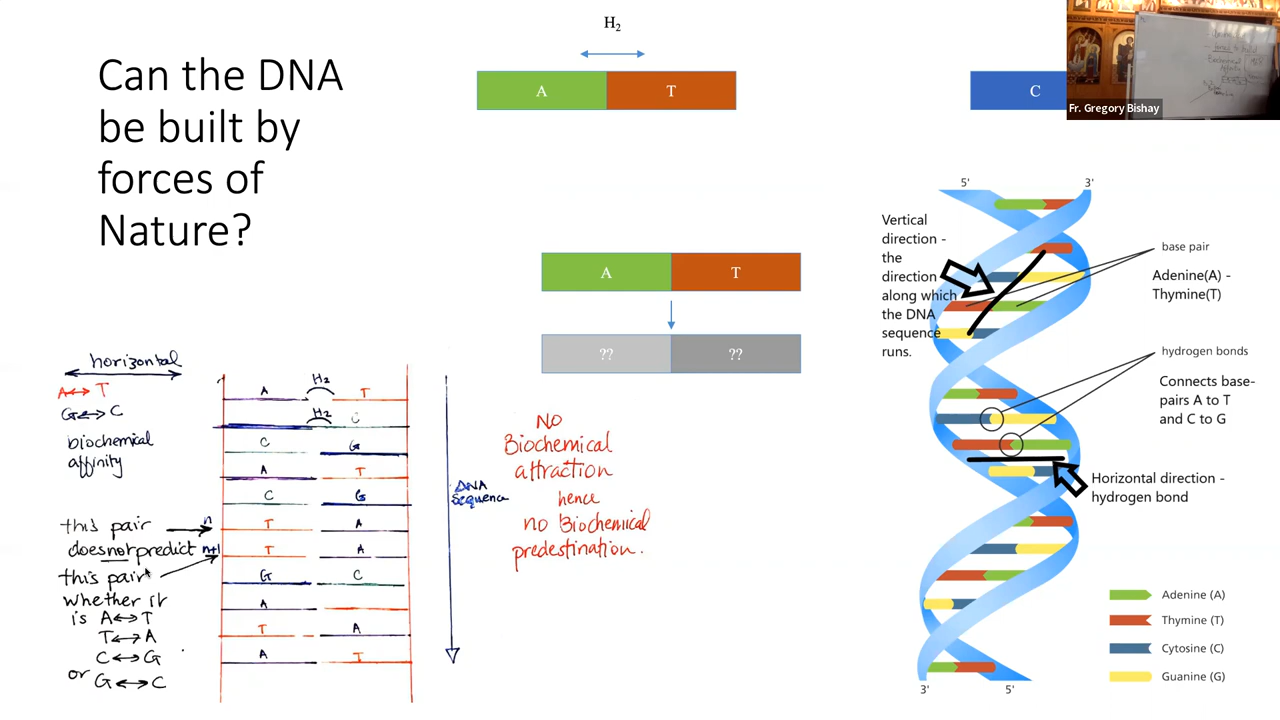 Can the DNA
be built by
forces of
Nature?
H₂
A T
C
Fr. Gregory Bishay
A T
?? ??
horizontal
A↔T
G↔C
biochemical
affinity
this pair n
does not predict n+1
this pair
whether it
is A↔T
T↔A
C↔G
or G↔C
A H₂ T
H₂ C
C G
A T
C G
T A
T A
G C
A
T A
A T
DNA
Sequence
NO
Biochemical
attraction
hence
no Biochemical
predestination.
5' 3'
Vertical
direction -
the
direction
along which
the DNA
sequence
runs.
base pair
Adenine(A) -
Thymine(T)
hydrogen bonds
Connects base-
pairs A to T
and C to G
Horizontal direction -
hydrogen bond
Adenine (A)
Thymine (T)
Cytosine (C)
Guanine (G)
3' 5'